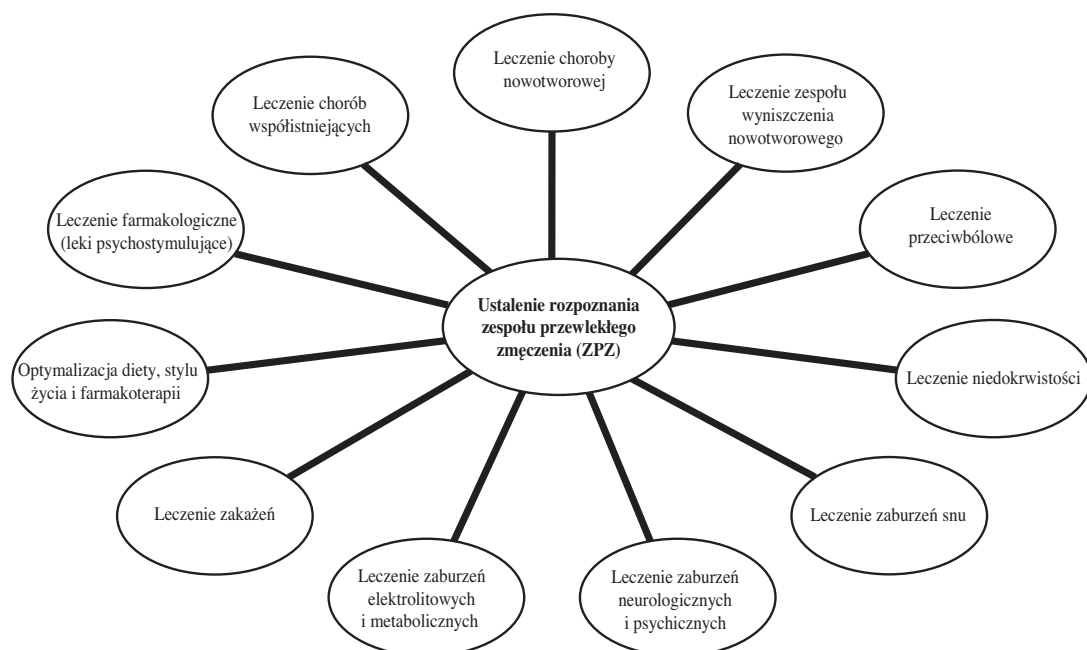 Leczenie choroby
nowotworowej
Leczenie zespołu
wyniszczenia
nowotworowego
Leczenie
przeciwbólowe
Leczenie niedokrwistości
Leczenie zaburzeń snu
Leczenie zaburzeń
neurologicznych
i psychicznych
Leczenie zaburzeń
elektrolitowych
i metabolicznych
Leczenie zakażeń
Optymalizacja diety, stylu
życia i farmakoterapii
Leczenie farmakologiczne
(leki psychostymulujące)
Leczenie chorób
współistniejących
Ustalenie rozpoznania
zespołu przewlekłego
zmęczenia (ZPZ)